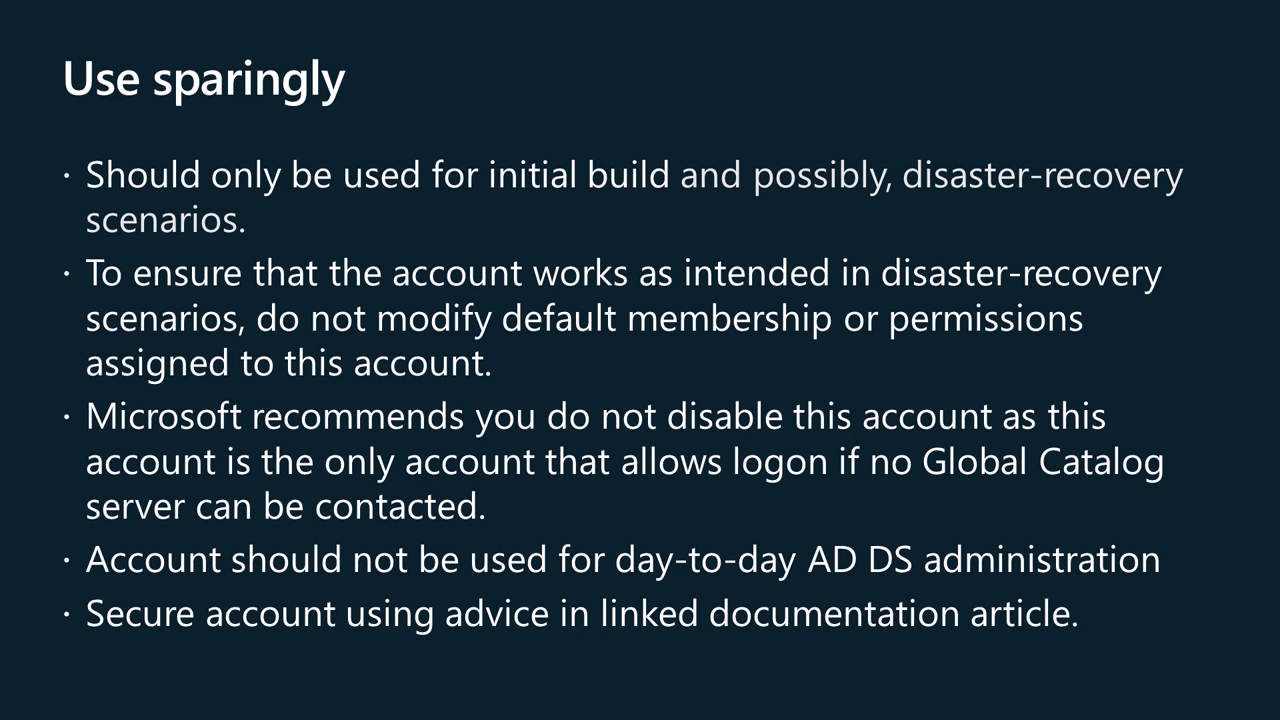 Use sparingly
· Should only be used for initial build and possibly, disaster-recovery
scenarios.
· To ensure that the account works as intended in disaster-recovery
scenarios, do not modify default membership or permissions
assigned to this account.
· Microsoft recommends you do not disable this account as this
account is the only account that allows logon if no Global Catalog
server can be contacted.
· Account should not be used for day-to-day AD DS administration
· Secure account using advice in linked documentation article.